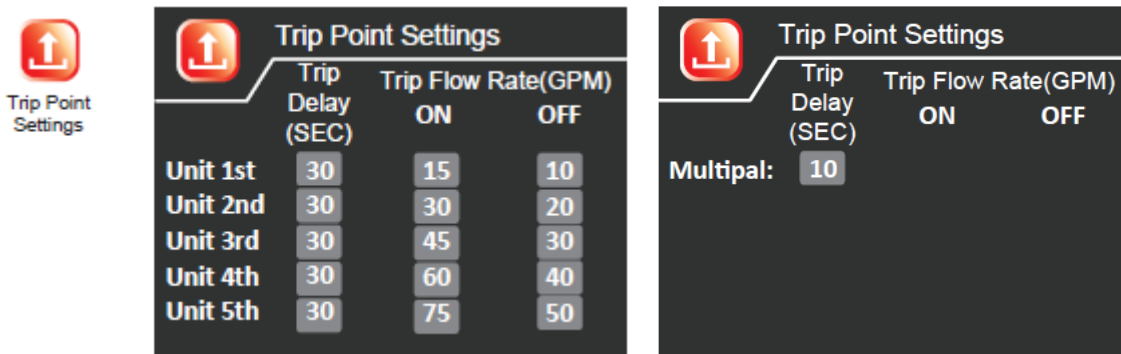 Trip Point
Settings
Trip Point Settings
Trip
Delay
(SEC)
Trip Flow Rate(GPM)
ON OFF
Unit 1st 30 15 10
Unit 2nd 30 30 20
Unit 3rd 30 45 30
Unit 4th 30 60 40
Unit 5th 30 75 50
Trip Point Settings
Trip
Delay
(SEC)
Trip Flow Rate(GPM)
ON OFF
Multipal: 10